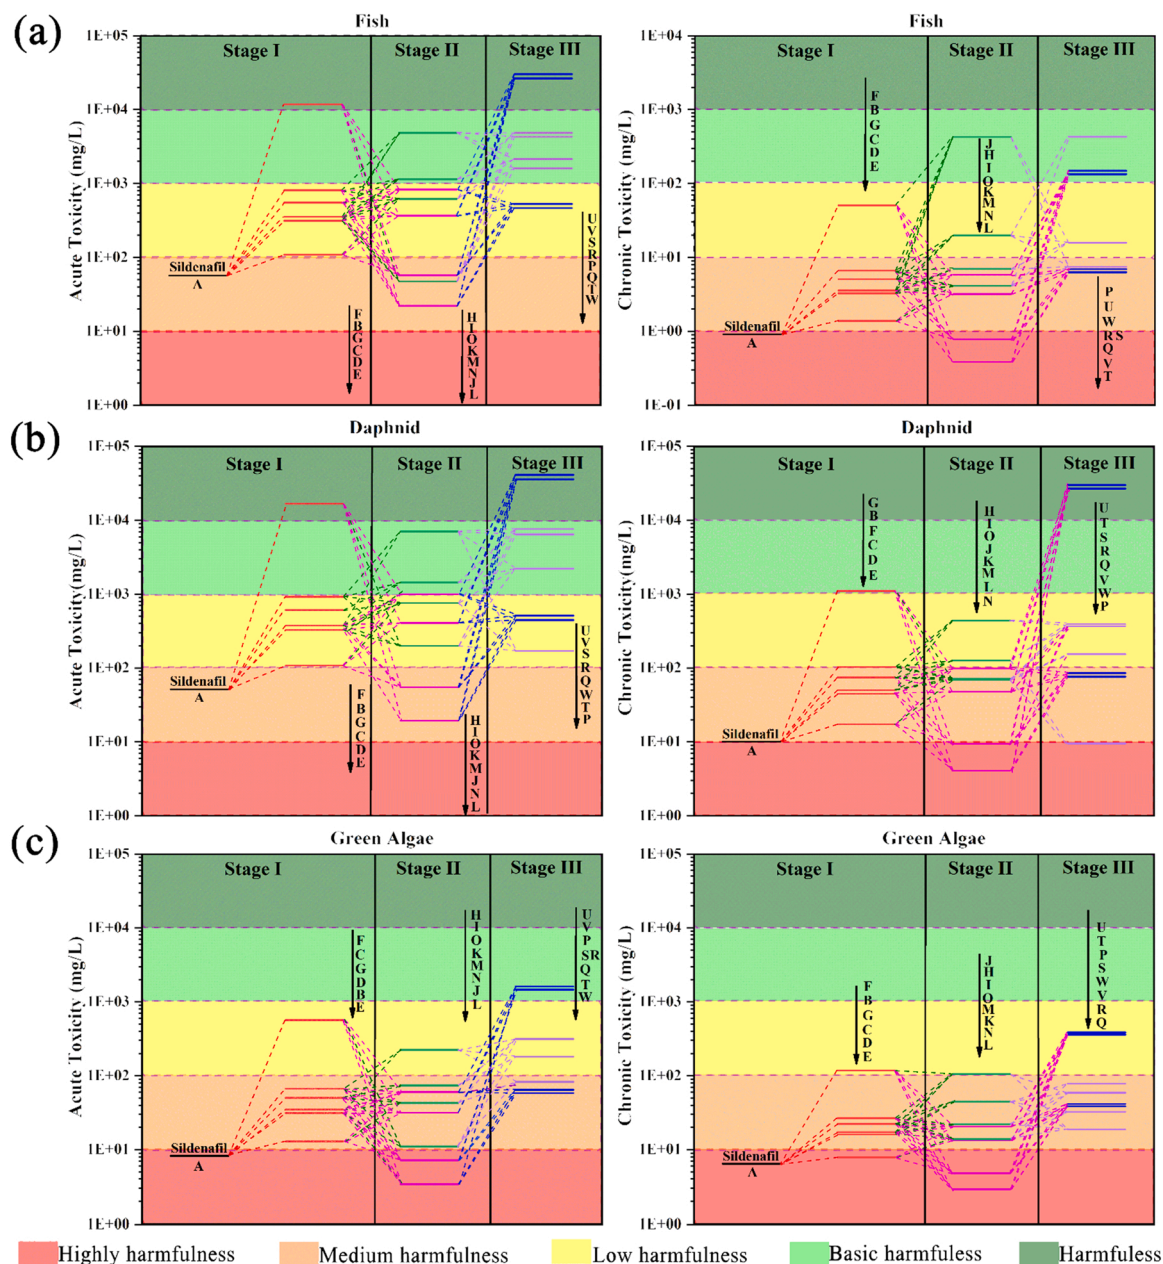 (a)
Fish
Acute Toxicity (mg/L)
1E+05
1E+04
1E+03
1E+02
1E+01
1E+00
Stage I
Stage II
Stage III
Sildenafil
A
F
B
G
C
D
E
H
I
O
K
M
N
J
L
U
V
S
R
P
Q
T
W
Fish
Chronic Toxicity (mg/L)
1E+04
1E+03
1E+02
1E+01
1E+00
1E-01
Stage I
Stage II
Stage III
Sildenafil
A
F
B
G
C
D
E
J
H
I
O
K
M
N
L
P
U
W
R S
Q
V
T
(b)
Daphnid
Acute Toxicity(mg/L)
1E+05
1E+04
1E+03
1E+02
1E+01
1E+00
Stage I
Stage II
Stage III
Sildenafil
A
F
B
G
C
D
E
H
I
O
K
M
J
N
L
U
V
S
R
Q
W
T
P
Daphnid
Chronic Toxicity(mg/L)
1E+05
1E+04
1E+03
1E+02
1E+01
1E+00
Stage I
Stage II
Stage III
Sildenafil
A
G
B
F
C
D
E
H
I
O
J
K
M
L
N
U
T
S
R
Q
V
W
P
(c)
Green Algae
Acute Toxicity (mg/L)
1E+05
1E+04
1E+03
1E+02
1E+01
1E+00
Stage I
Stage II
Stage III
Sildenafil
A
F
C
G
D
B
E
H
I
O
K
M
N
J
L
U
V
P
S R
Q
T
W
Green Algae
Chronic Toxicity (mg/L)
1E+05
1E+04
1E+03
1E+02
1E+01
1E+00
Stage I
Stage II
Stage III
Sildenafil
A
F
B
G
C
D
E
J
H
I
O
M
K
N
L
U
T
P
S
W
V
R
Q
Highly harmfulness
Medium harmfulness
Low harmfulness
Basic harmfuless
Harmfuless